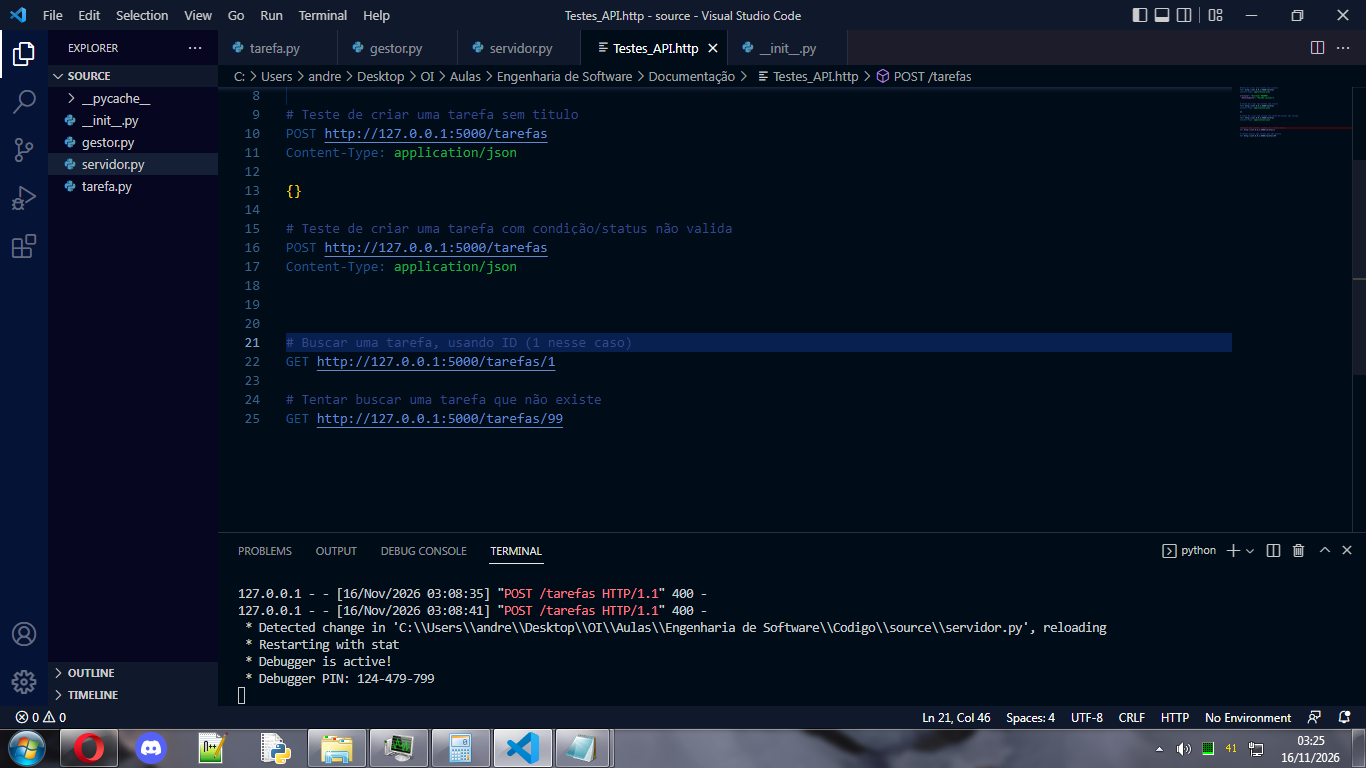 File Edit Selection View Go Run Terminal Help
Testes_API.http - source - Visual Studio Code
EXPLORER
tarefa.py gestor.py servidor.py Testes_API.http __init__.py
SOURCE
C: > Users > andre > Desktop > OI > Aulas > Engenharia de Software > Documentação > Testes_API.http > POST /tarefas
__pycache__
__init__.py
gestor.py
servidor.py
tarefa.py
8
9 # Teste de criar uma tarefa sem titulo
10 POST http://127.0.0.1:5000/tarefas
11 Content-Type: application/json
12
13 {}
14
15 # Teste de criar uma tarefa com condição/status não valida
16 POST http://127.0.0.1:5000/tarefas
17 Content-Type: application/json
18
19
20
21 # Buscar uma tarefa, usando ID (1 nesse caso)
22 GET http://127.0.0.1:5000/tarefas/1
23
24 # Tentar buscar uma tarefa que não existe
25 GET http://127.0.0.1:5000/tarefas/99
PROBLEMS OUTPUT DEBUG CONSOLE TERMINAL
python
127.0.0.1 - - [16/Nov/2026 03:08:35] "POST /tarefas HTTP/1.1" 400 -
127.0.0.1 - - [16/Nov/2026 03:08:41] "POST /tarefas HTTP/1.1" 400 -
* Detected change in 'C:\\Users\\andre\\Desktop\\OI\\Aulas\\Engenharia de Software\\Codigo\\source\\servidor.py', reloading
* Restarting with stat
* Debugger is active!
* Debugger PIN: 124-479-799
OUTLINE
TIMELINE
0 0
Ln 21, Col 46 Spaces: 4 UTF-8 CRLF HTTP No Environment
41
03:25
16/11/2026